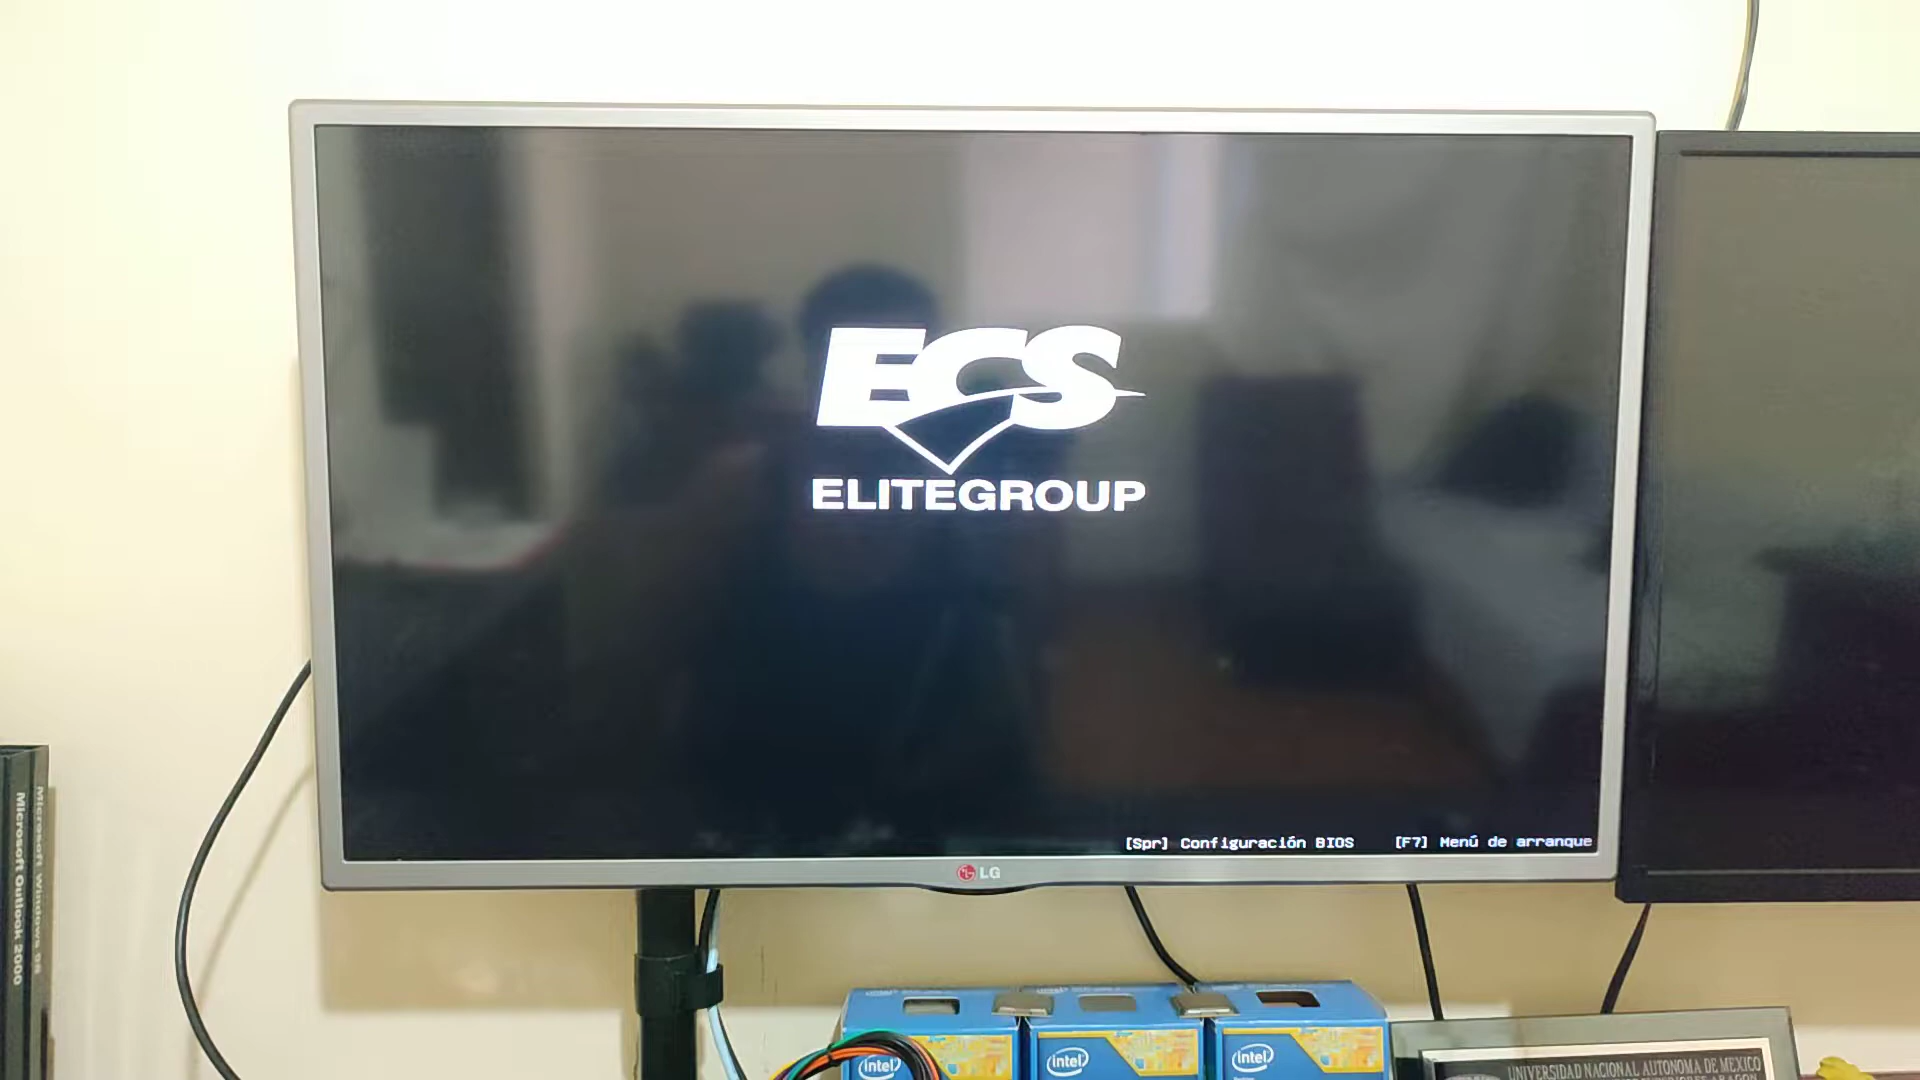 ECS
ELITEGROUP
[Spr] Configuración BIOS [F7] Menú de arranque
LG
Microsoft Windows 98
Microsoft Outlook 2000
intel
intel
intel
UNIVERSIDAD NACIONAL AUTONOMA DE MEXICO